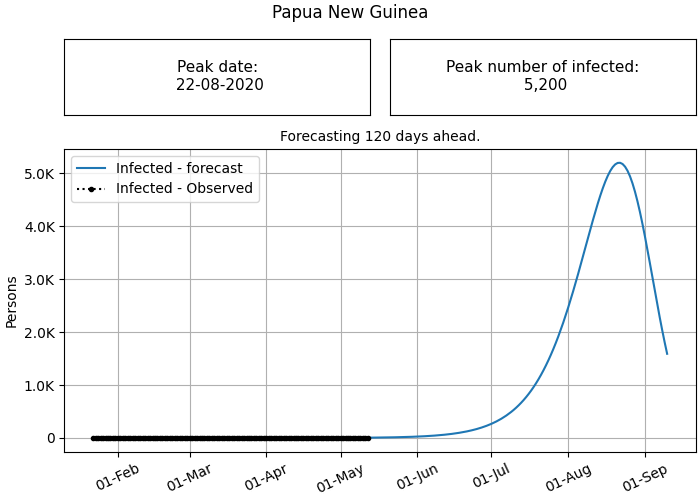 Papua New Guinea
Peak date:
22-08-2020
Peak number of infected:
5,200
Forecasting 120 days ahead.
Infected - forecast
Infected - Observed
Persons
5.0K
4.0K
3.0K
2.0K
1.0K
0
01-Feb
01-Mar
01-Apr
01-May
01-Jun
01-Jul
01-Aug
01-Sep